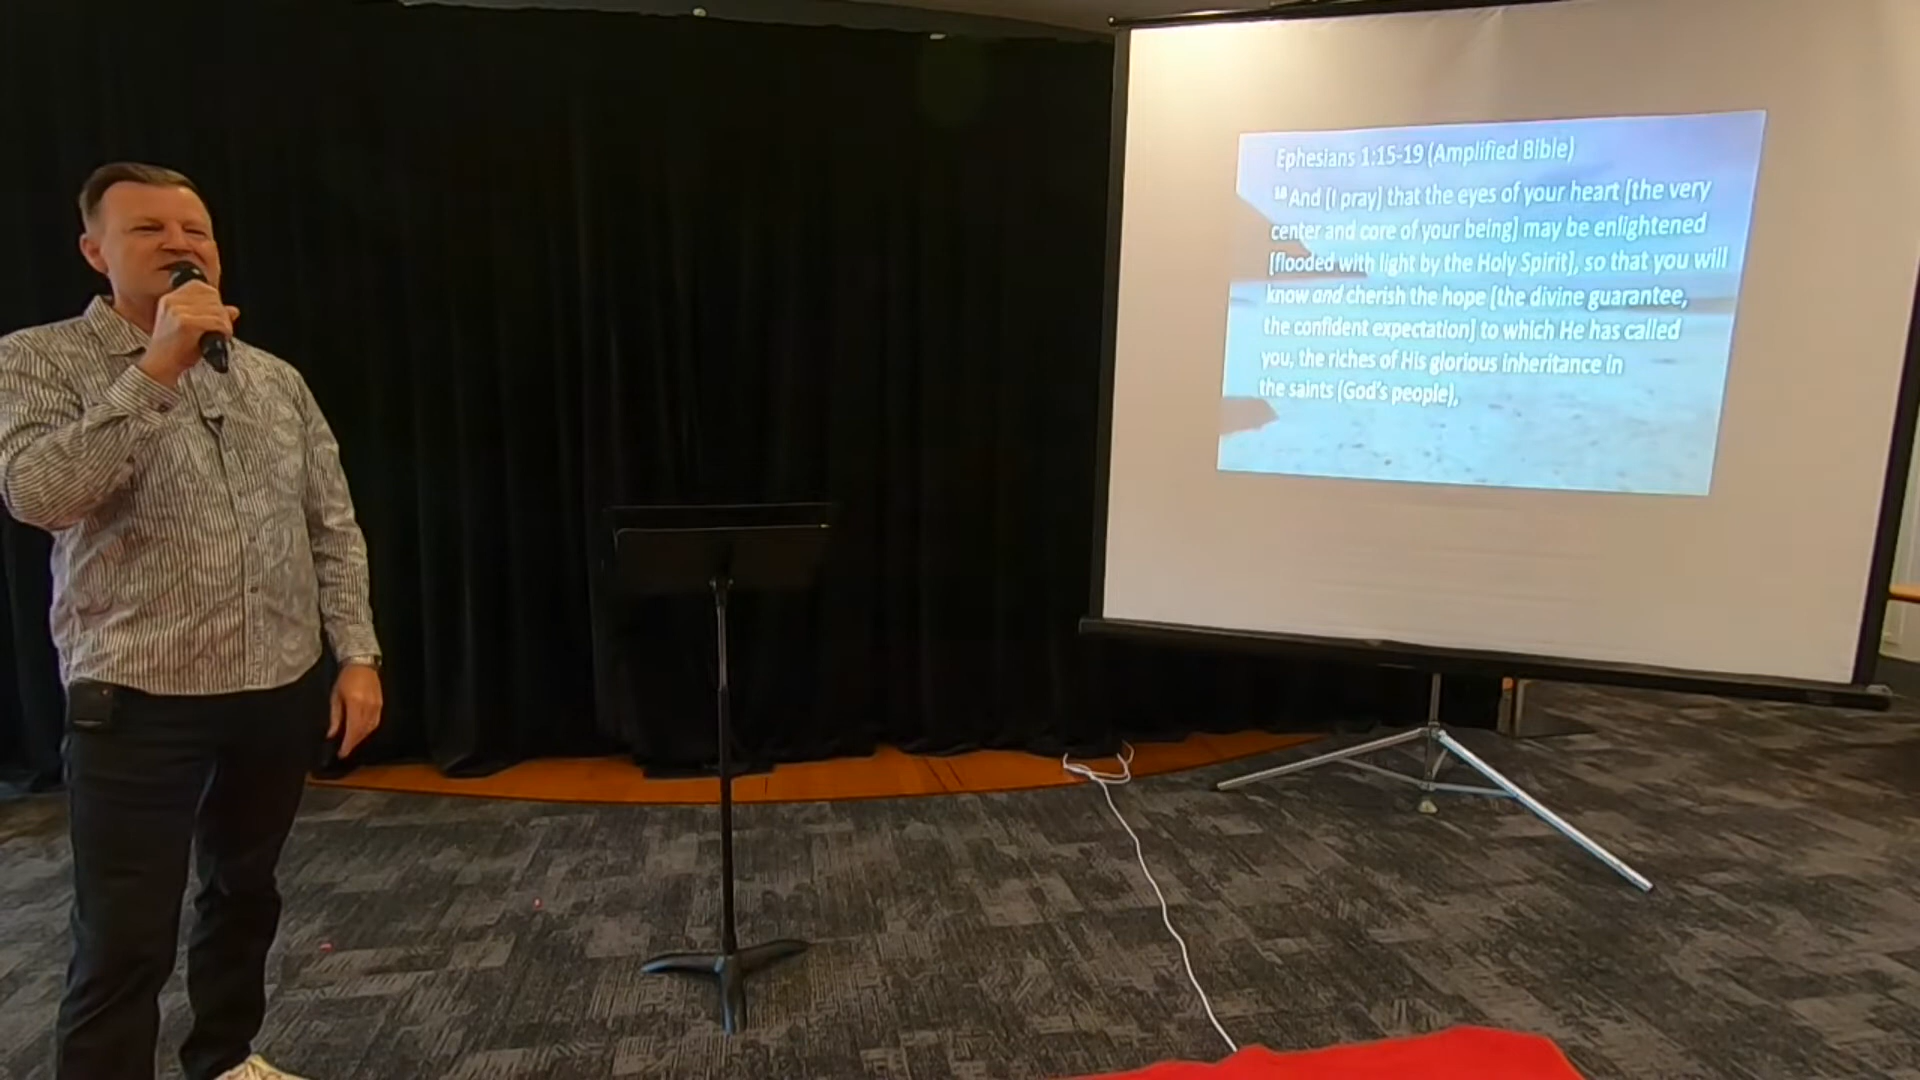 Ephesians 1:15-19 (Amplified Bible)
18 And [I pray] that the eyes of your heart [the very
center and core of your being] may be enlightened
[flooded with light by the Holy Spirit], so that you will
know and cherish the hope [the divine guarantee,
the confident expectation] to which He has called
you, the riches of His glorious inheritance in
the saints (God's people),